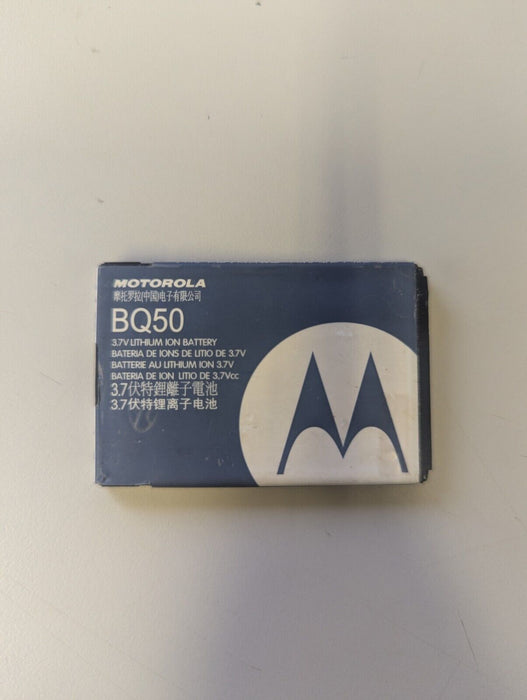 MOTOROLA
摩托罗拉(中国)电子有限公司
BQ50
3.7V LITHIUM ION BATTERY
BATERIA DE IONS DE LITIO DE 3.7V
BATTERIE AU LITHIUM ION 3.7V
BATERIA DE ION LITIO DE 3,7Vcc
3.7伏特鋰離子電池
3.7伏特锂离子电池